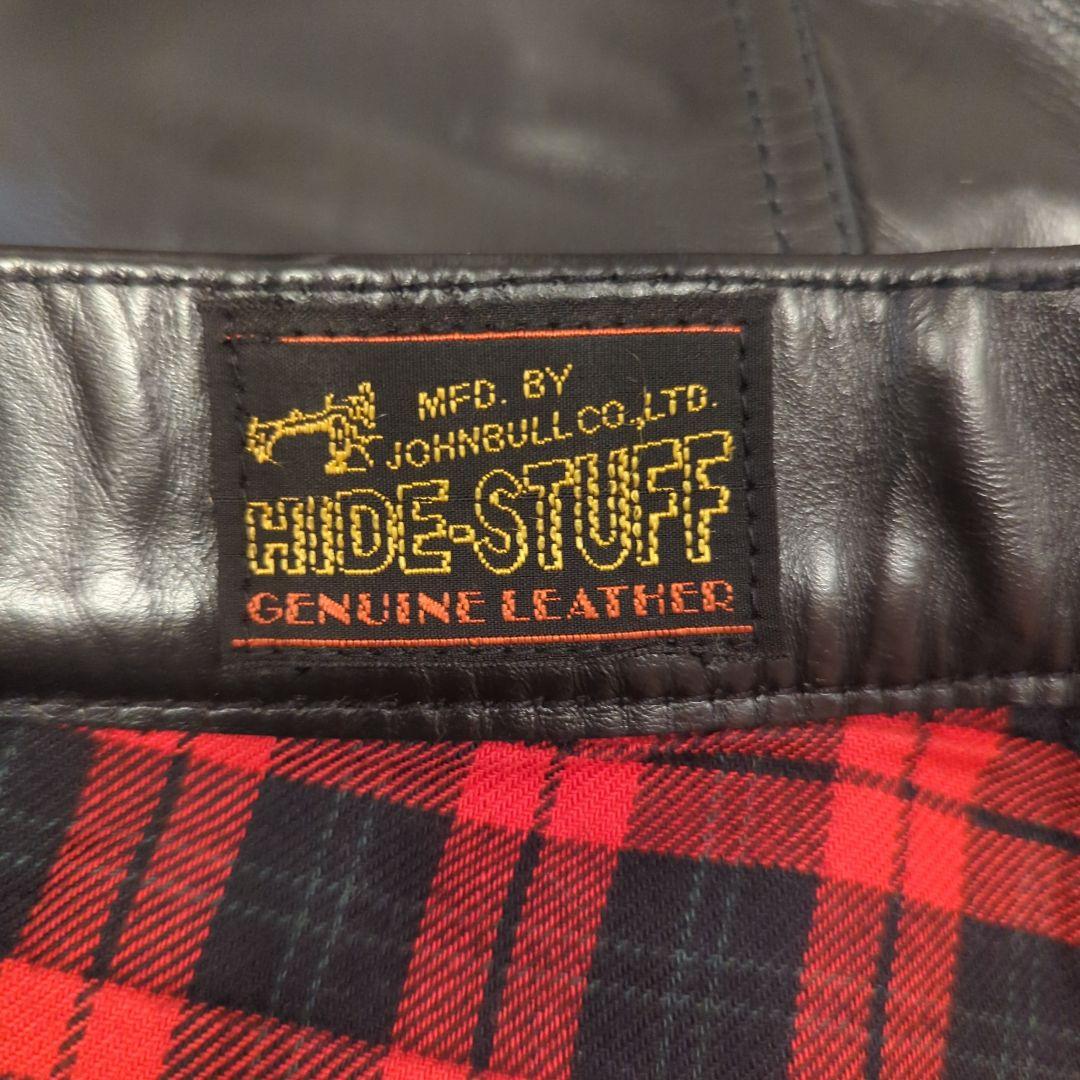 MFD. BY
JOHNBULL CO., LTD.
HIDE-STUFF
GENUINE LEATHER